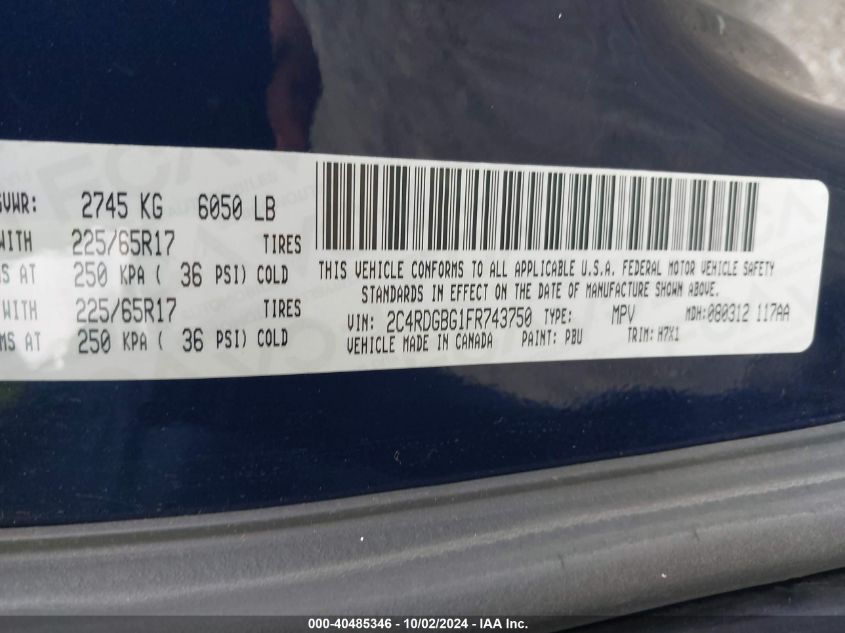 GVWR: 2745 KG 6050 LB
WITH 225/65R17 TIRES
MS AT 250 KPA ( 36 PSI) COLD
WITH 225/65R17 TIRES
MS AT 250 KPA ( 36 PSI) COLD
THIS VEHICLE CONFORMS TO ALL APPLICABLE U.S.A. FEDERAL MOTOR VEHICLE SAFETY
STANDARDS IN EFFECT ON THE DATE OF MANUFACTURE SHOWN ABOVE.
VIN: 2C4RDGBG1FR743750 TYPE: MPV MDH: 080312 117AA
VEHICLE MADE IN CANADA PAINT: PBU TRIM: H7X1
000-40485346 - 10/02/2024 - IAA Inc.